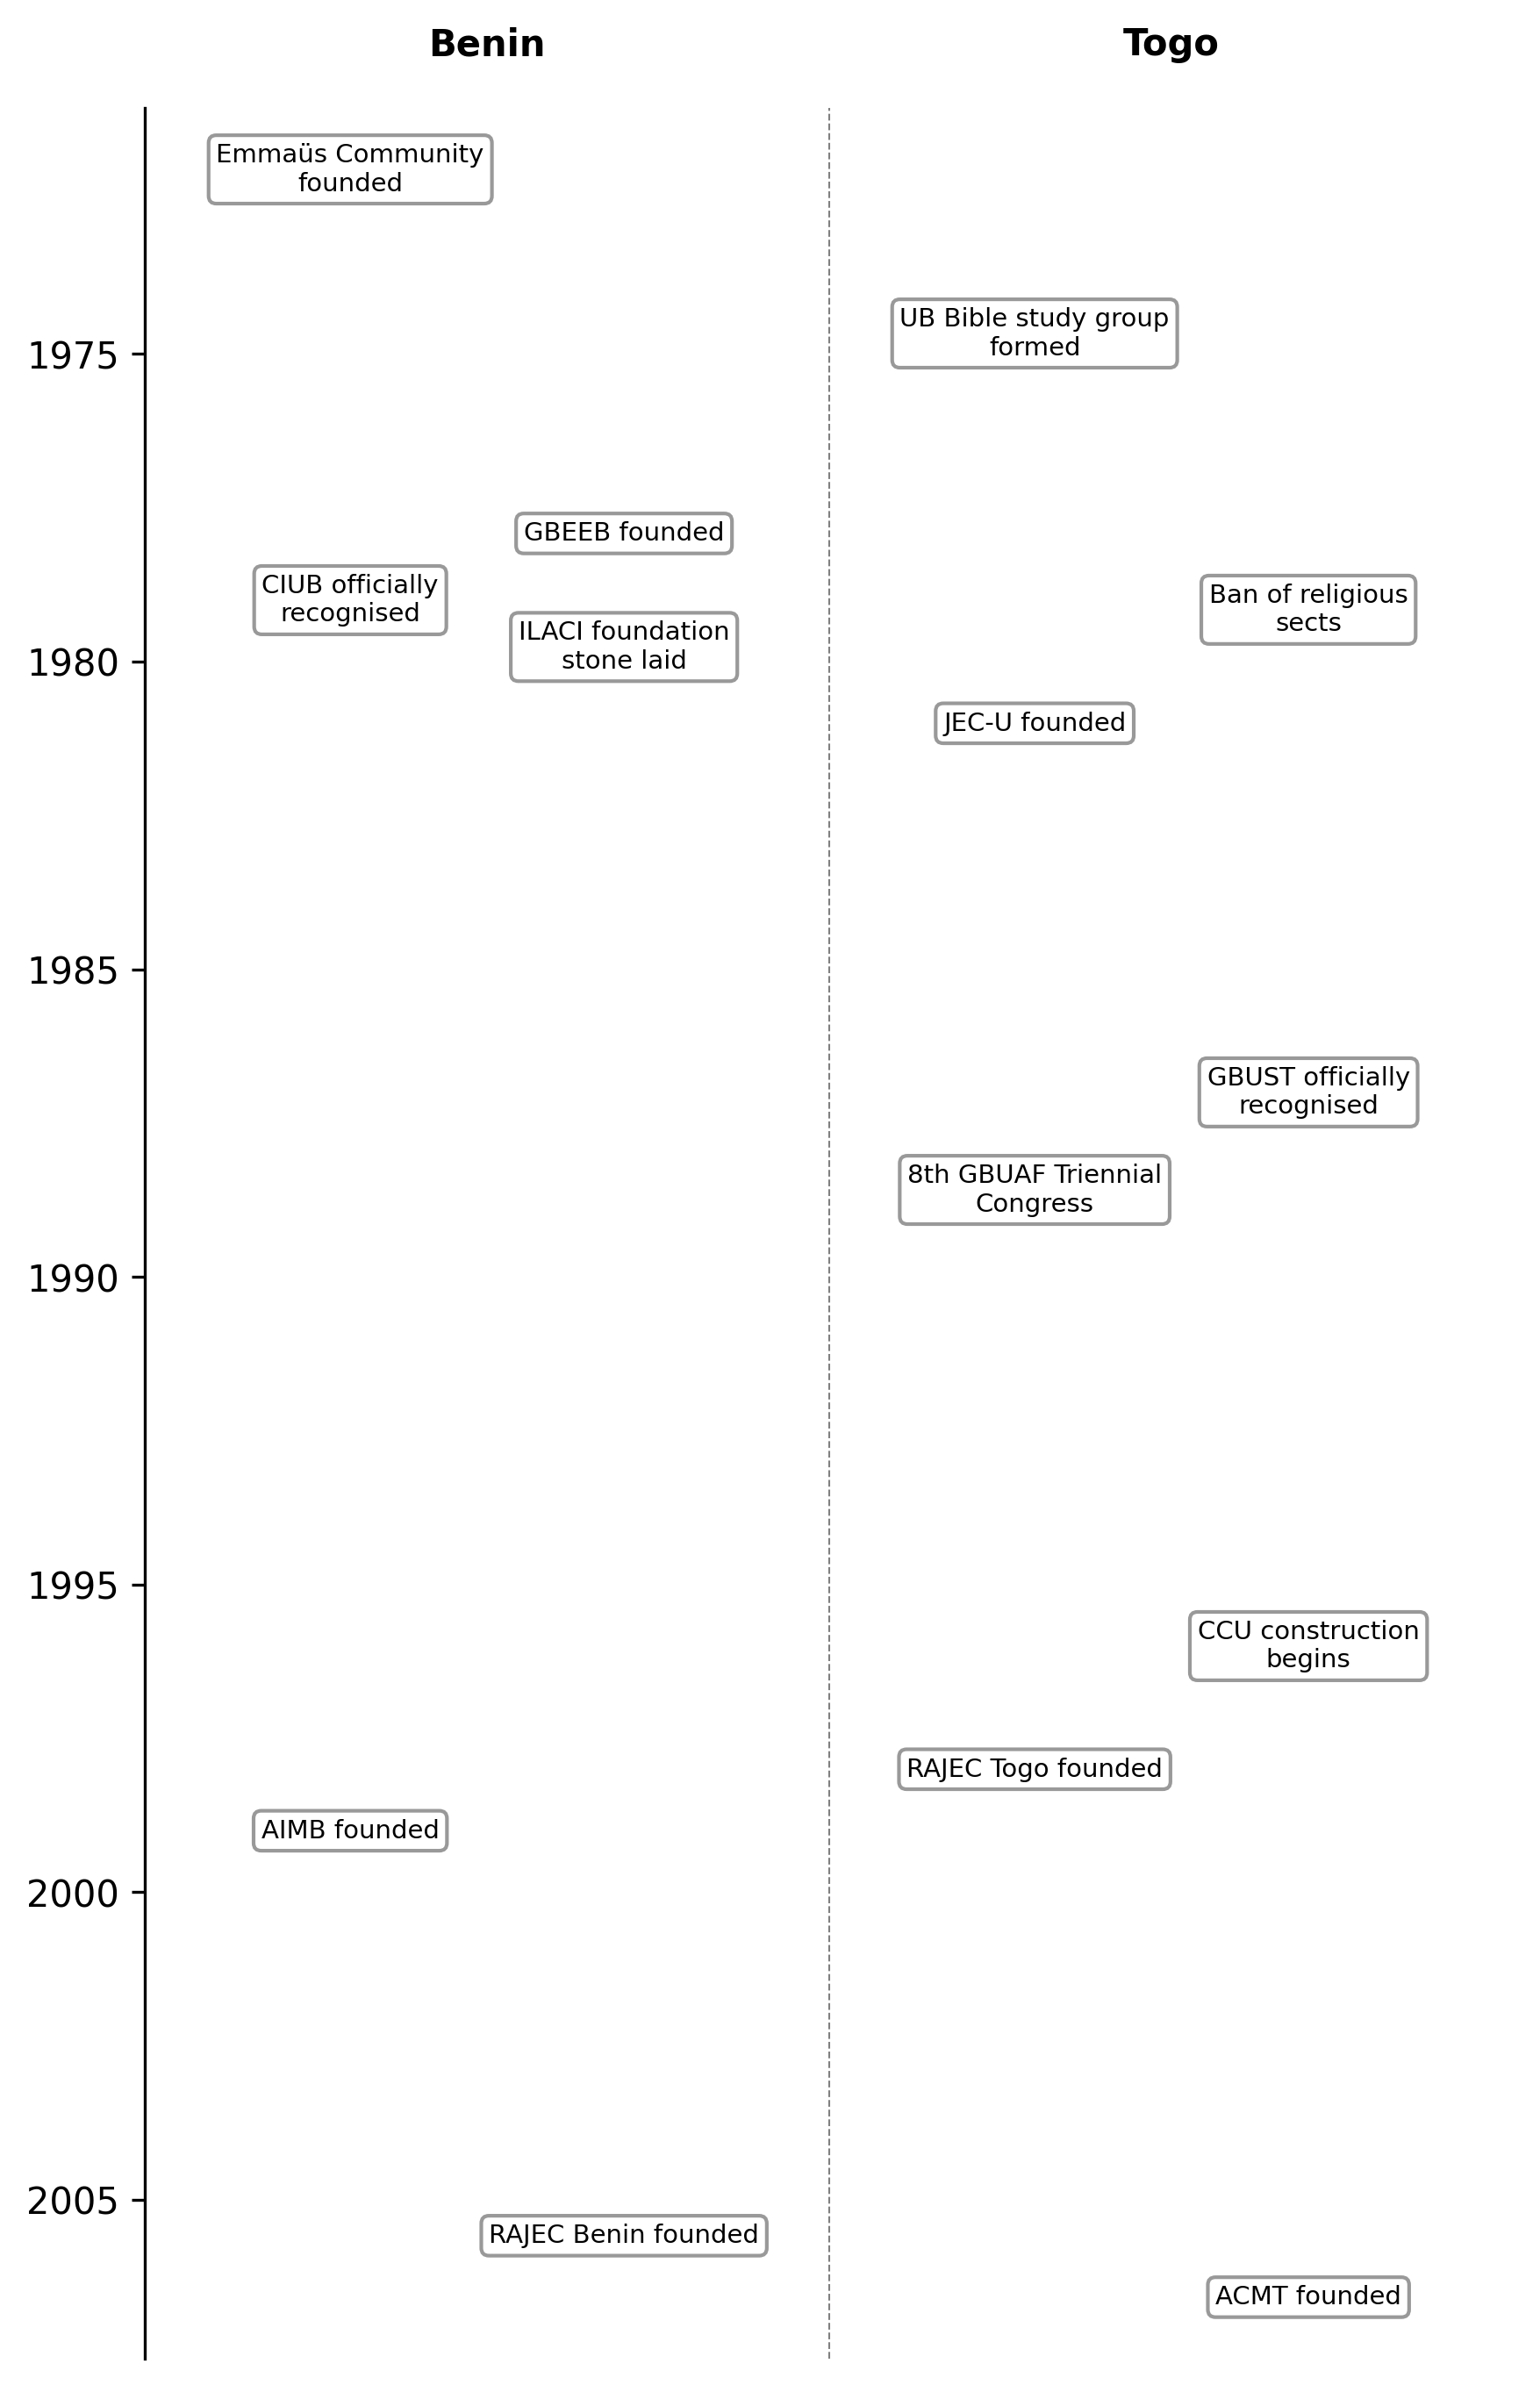 Benin
Togo
Emmaüs Community
founded
UB Bible study group
formed
1975
GBEEB founded
CIUB officially
recognised
Ban of religious
sects
ILACI foundation
stone laid
1980
JEC-U founded
1985
GBUST officially
recognised
8th GBUAF Triennial
Congress
1990
1995
CCU construction
begins
RAJEC Togo founded
AIMB founded
2000
2005
RAJEC Benin founded
ACMT founded